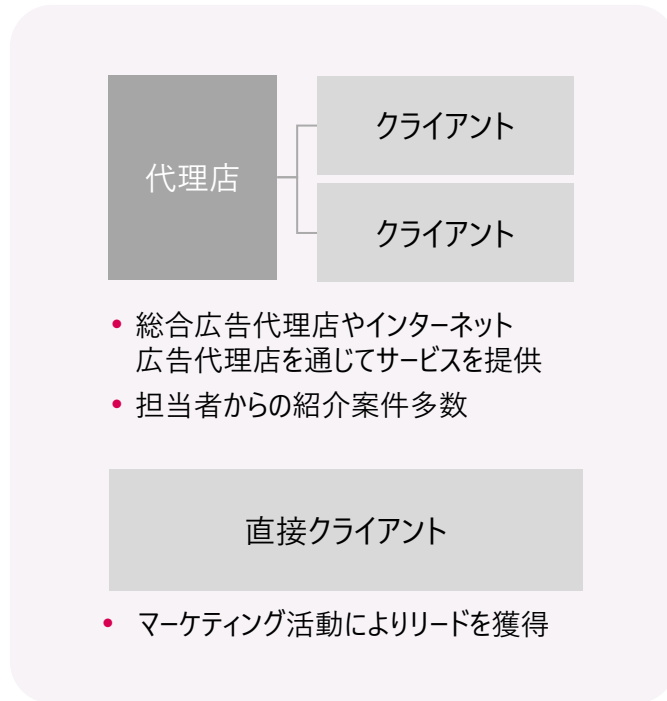 代理店
クライアント
クライアント
• 総合広告代理店やインターネット
広告代理店を通じてサービスを提供
• 担当者からの紹介案件多数
直接クライアント
• マーケティング活動によりリードを獲得